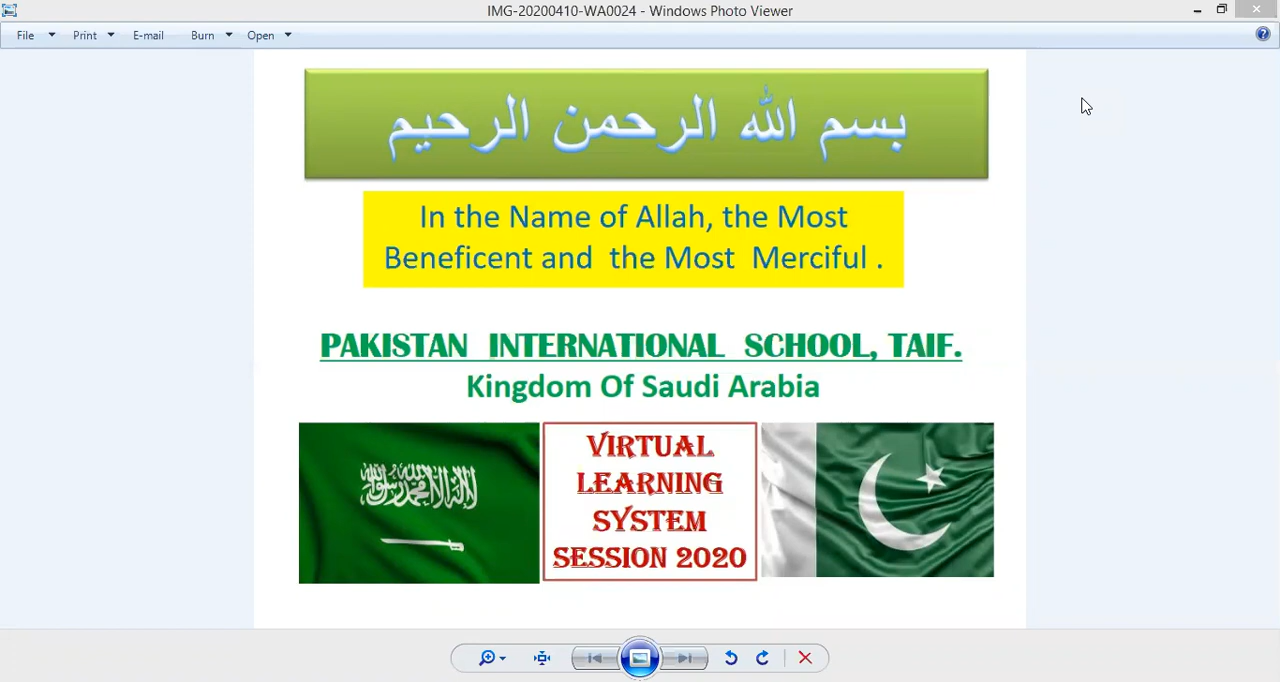 IMG-20200410-WA0024 - Windows Photo Viewer
File Print E-mail Burn Open
بسم الله الرحمن الرحيم
In the Name of Allah, the Most
Beneficent and the Most Merciful .
PAKISTAN INTERNATIONAL SCHOOL, TAIF.
Kingdom Of Saudi Arabia
لا إله إلا الله محمد رسول الله
VIRTUAL
LEARNING
SYSTEM
SESSION 2020